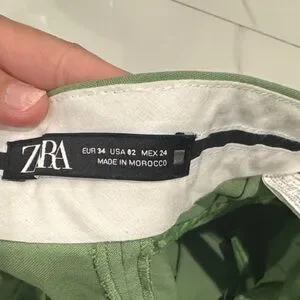 ZARA
EUR 34 USA 02 MEX 24
MADE IN MOROCCO